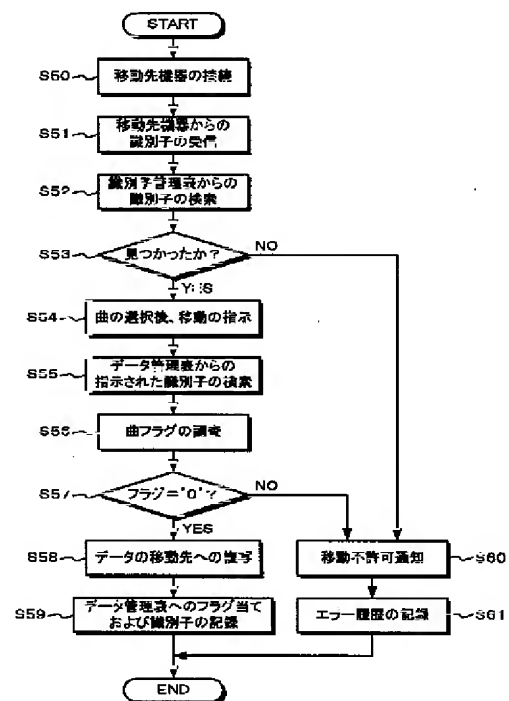 START
S50
移動先機器の接続
S51
移動先機器からの
識別子の受信
S52
識別子管理表からの
識別子の検索
S53
見つかったか？
NO
YES
S54
曲の選択後、移動の指示
S55
データ管理表からの
指示された識別子の検索
S56
曲フラグの調査
S57
フラグ="0"？
NO
YES
S58
データの移動先への複写
移動不許可通知
S60
S59
データ管理表へのフラグ当て
および識別子の記録
エラー履歴の記録
S61
END